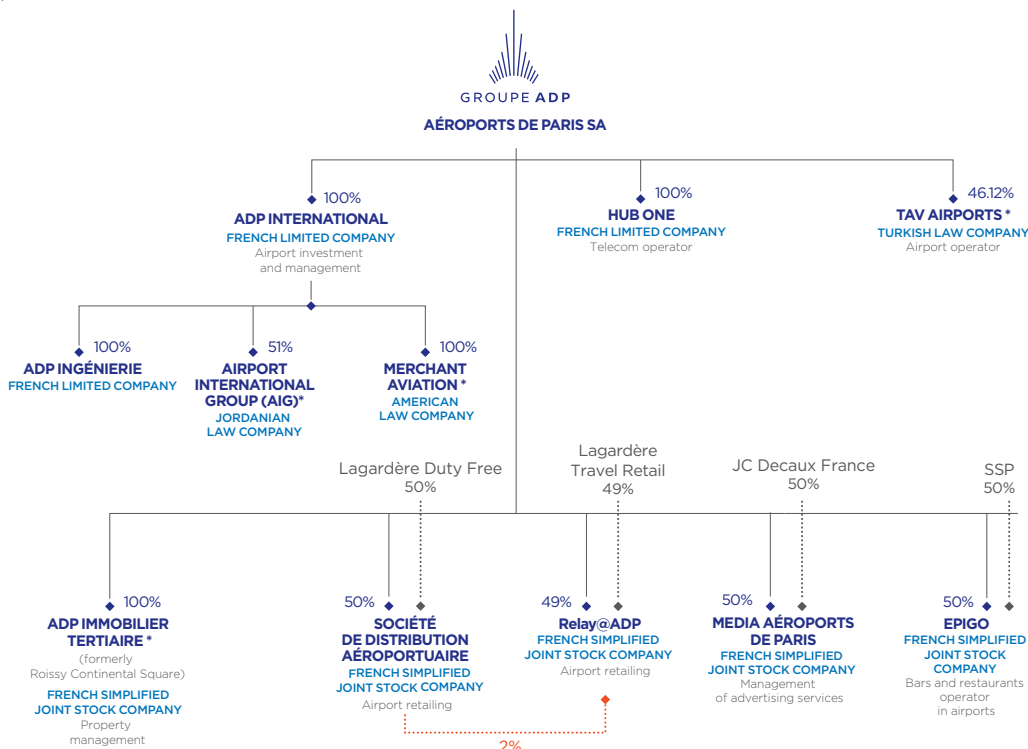 GROUPE ADP
AÉROPORTS DE PARIS SA
100%
ADP INTERNATIONAL
FRENCH LIMITED COMPANY
Airport investment
and management
100%
HUB ONE
FRENCH LIMITED COMPANY
Telecom operator
46.12%
TAV AIRPORTS *
TURKISH LAW COMPANY
Airport operator
100%
ADP INGÉNIERIE
FRENCH LIMITED COMPANY
51%
AIRPORT
INTERNATIONAL
GROUP (AIG)*
JORDANIAN
LAW COMPANY
100%
MERCHANT
AVIATION *
AMERICAN
LAW COMPANY
Lagardère Duty Free
50%
Lagardère
Travel Retail
49%
JC Decaux France
50%
SSP
50%
100%
ADP IMMOBILIER
TERTIAIRE *
(formerly
Roissy Continental Square)
FRENCH SIMPLIFIED
JOINT STOCK COMPANY
Property
management
50%
SOCIÉTÉ
DE DISTRIBUTION
AÉROPORTUAIRE
FRENCH SIMPLIFIED
JOINT STOCK COMPANY
Airport retailing
49%
Relay@ADP
FRENCH SIMPLIFIED
JOINT STOCK COMPANY
Airport retailing
50%
MEDIA AÉROPORTS
DE PARIS
FRENCH SIMPLIFIED
JOINT STOCK COMPANY
Management
of advertising services
50%
EPIGO
FRENCH SIMPLIFIED
JOINT STOCK
COMPANY
Bars and restaurants
operator
in airports
2%